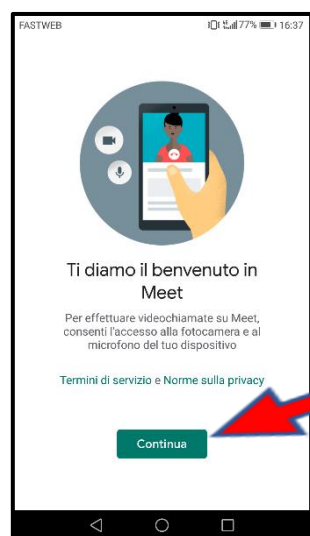 FASTWEB 77% 16:37
Ti diamo il benvenuto in
Meet
Per effettuare videochiamate su Meet,
consenti l'accesso alla fotocamera e al
microfono del tuo dispositivo
Termini di servizio e Norme sulla privacy
Continua